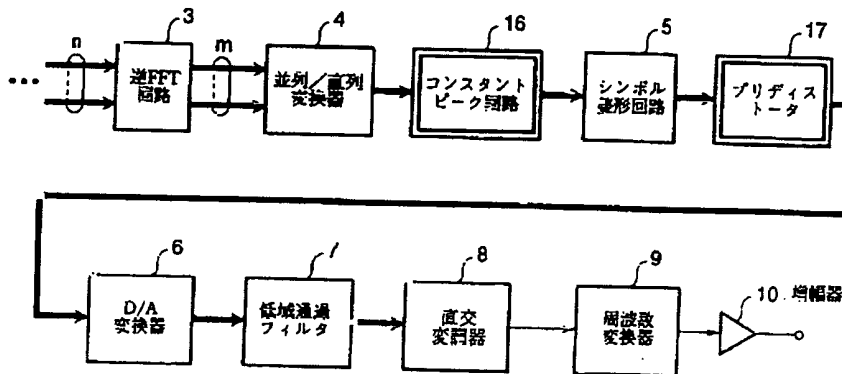 3
4
16
5
17
n
m
逆FFT
回路
並列／直列
変換器
コンスタント
ピーク回路
シンボル
整形回路
プリディス
トータ
6
7
8
9
10
増幅器
D/A
変換器
低域通過
フィルタ
直交
変調器
周波数
変換器